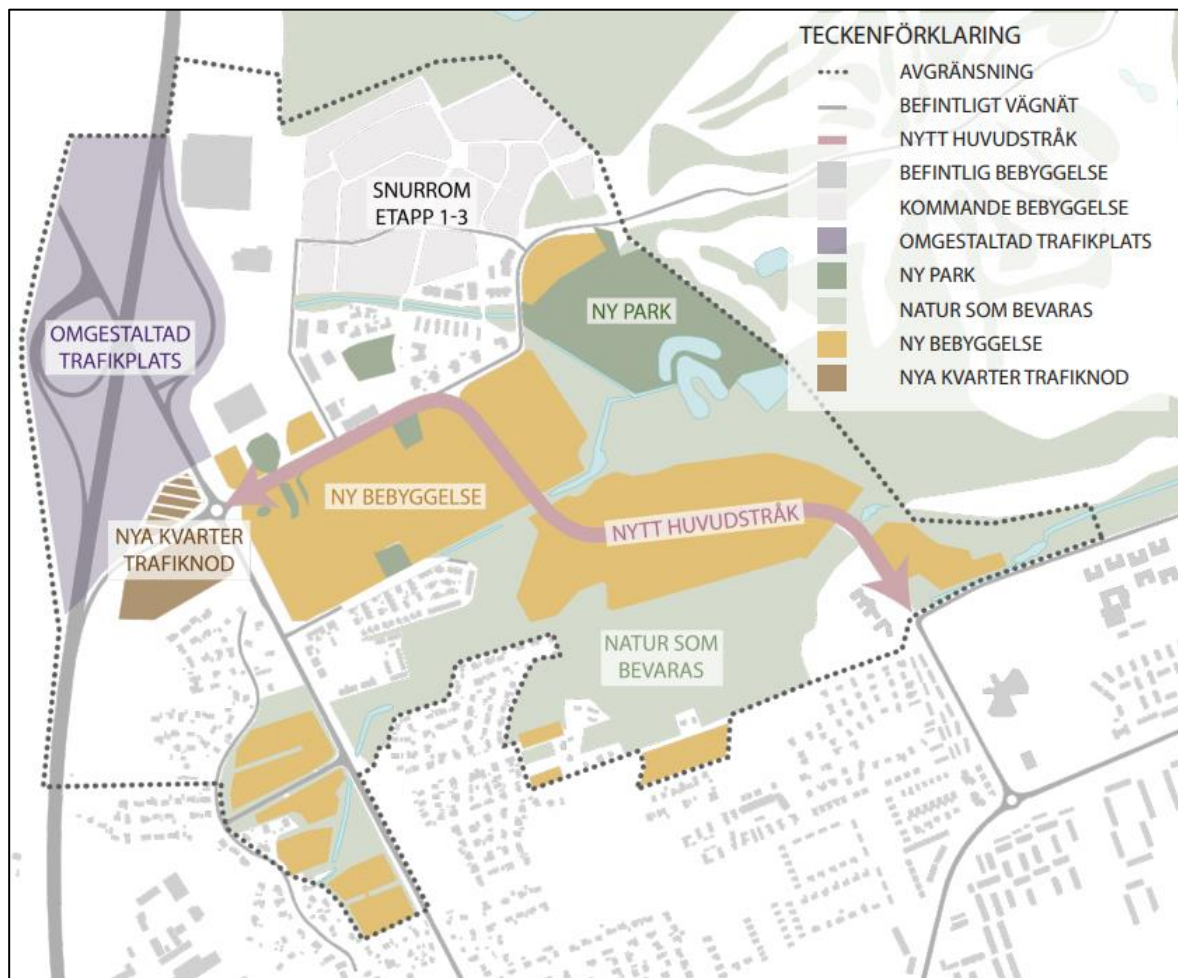 TECKENFÖRKLARING
AVGRÄNSNING
BEFINTLIGT VÄGNÄT
NYTT HUVUDSTRÅK
BEFINTLIG BEBYGGELSE
KOMMANDE BEBYGGELSE
OMGESTALTAD TRAFIKPLATS
NY PARK
NATUR SOM BEVARAS
NY BEBYGGELSE
NYA KVARTER TRAFIKNOD
SNURROM
ETAPP 1-3
NY PARK
OMGESTALTAD
TRAFIKPLATS
NY BEBYGGELSE
NYTT HUVUDSTRÅK
NYA KVARTER
TRAFIKNOD
NATUR SOM
BEVARAS